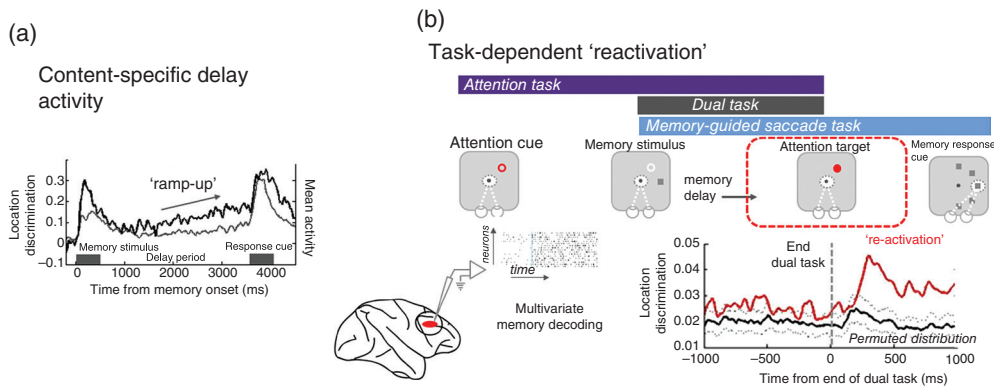 (a)
Content-specific delay
activity
Location
discrimination
0.3
0.2
0.1
0
−0.1
'ramp-up'
Mean activity
Memory stimulus
Delay period
Response cue
0
1000
2000
3000
4000
Time from memory onset (ms)
(b)
Task-dependent 'reactivation'
Attention task
Dual task
Memory-guided saccade task
Attention cue
Memory stimulus
Attention target
Memory response
cue
memory
delay
neurons
time
Multivariate
memory decoding
're-activation'
End
dual task
Location
discrimination
0.05
0.04
0.03
0.02
0.01
Permuted distribution
−1000
−500
0
500
1000
Time from end of dual task (ms)